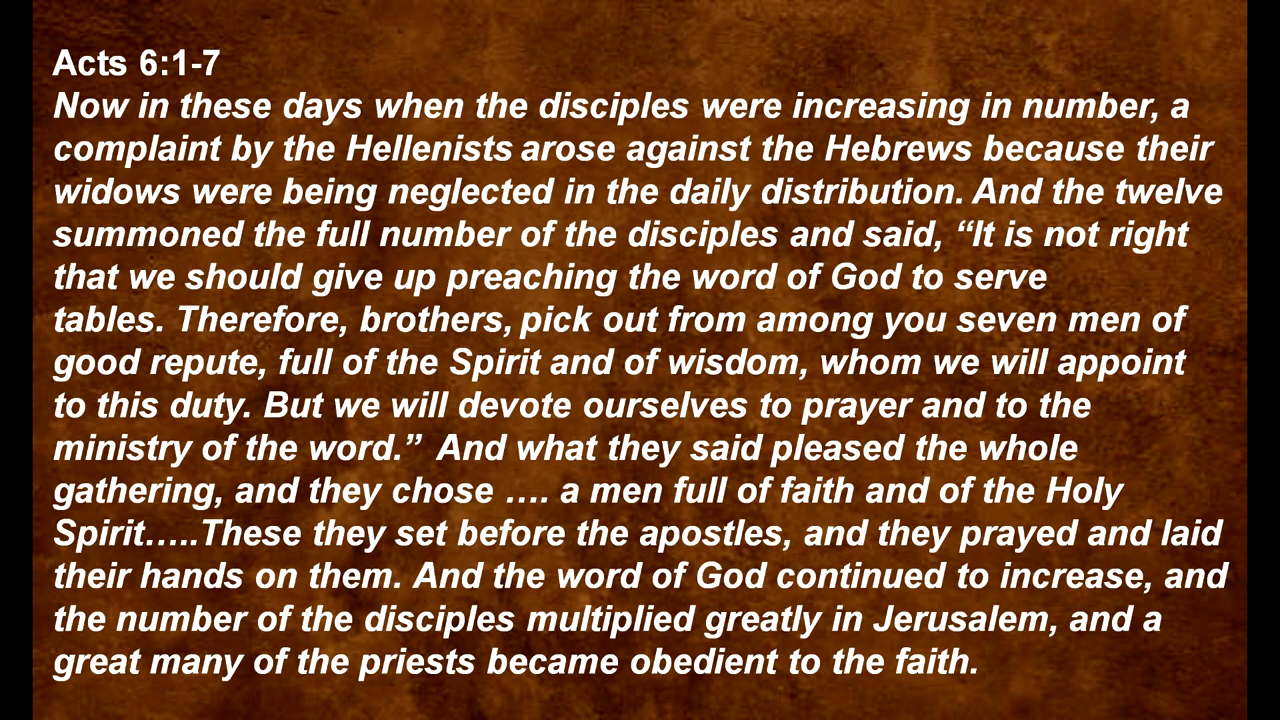 Acts 6:1-7
Now in these days when the disciples were increasing in number, a
complaint by the Hellenists arose against the Hebrews because their
widows were being neglected in the daily distribution. And the twelve
summoned the full number of the disciples and said, “It is not right
that we should give up preaching the word of God to serve
tables. Therefore, brothers, pick out from among you seven men of
good repute, full of the Spirit and of wisdom, whom we will appoint
to this duty. But we will devote ourselves to prayer and to the
ministry of the word.” And what they said pleased the whole
gathering, and they chose …. a men full of faith and of the Holy
Spirit…..These they set before the apostles, and they prayed and laid
their hands on them. And the word of God continued to increase, and
the number of the disciples multiplied greatly in Jerusalem, and a
great many of the priests became obedient to the faith.